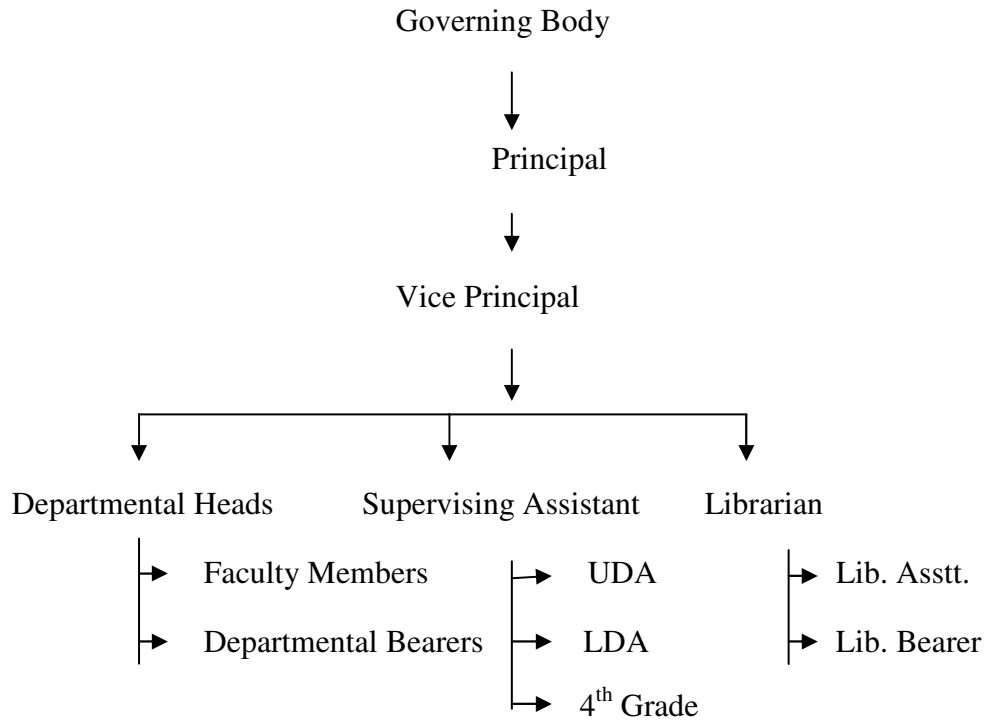 Governing Body
Principal
Vice Principal
Departmental Heads Supervising Assistant Librarian
Faculty Members UDA Lib. Asstt.
Departmental Bearers LDA Lib. Bearer
4th Grade